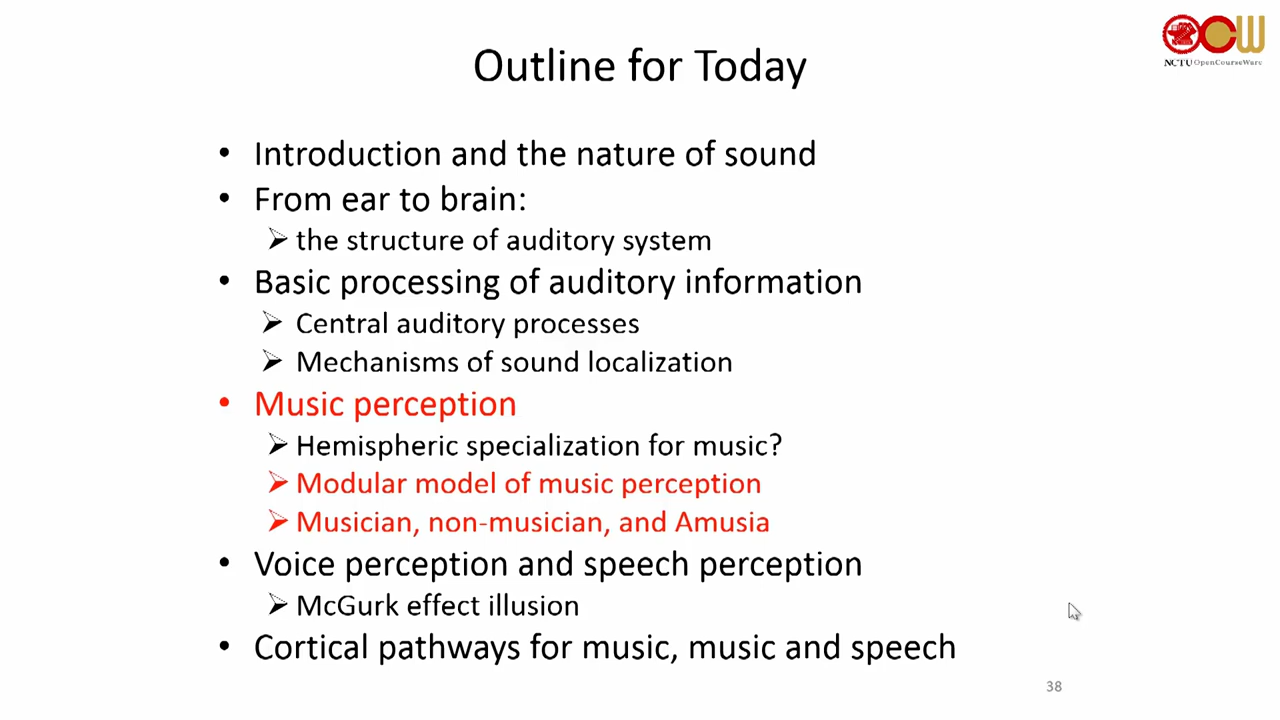 OCW
NCTU OpenCourseWare
Outline for Today
• Introduction and the nature of sound
• From ear to brain:
➢ the structure of auditory system
• Basic processing of auditory information
➢ Central auditory processes
➢ Mechanisms of sound localization
• Music perception
➢ Hemispheric specialization for music?
➢ Modular model of music perception
➢ Musician, non-musician, and Amusia
• Voice perception and speech perception
➢ McGurk effect illusion
• Cortical pathways for music, music and speech
38